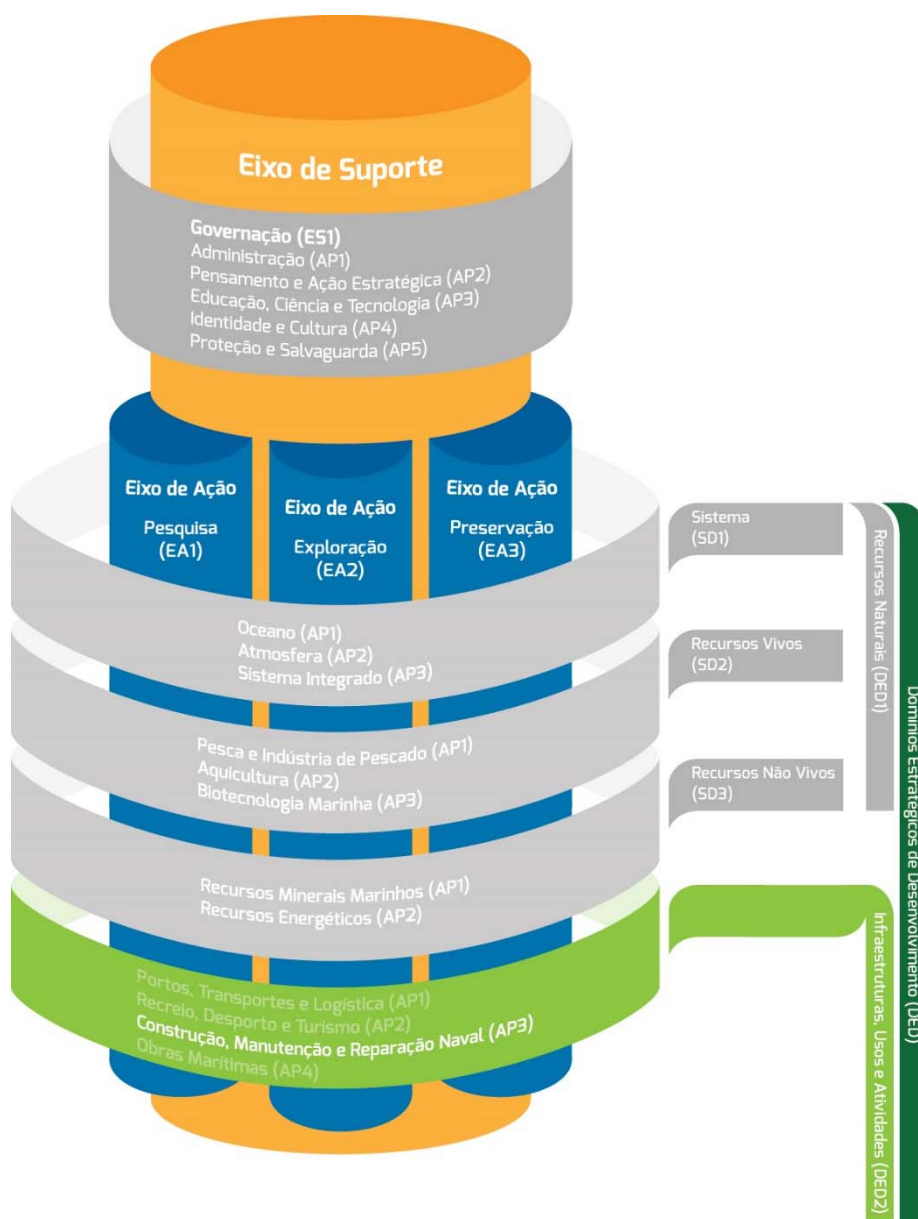 Eixo de Suporte
Governação (ES1)
Administração (AP1)
Pensamento e Ação Estratégica (AP2)
Educação, Ciência e Tecnologia (AP3)
Identidade e Cultura (AP4)
Proteção e Salvaguarda (AP5)
Eixo de Ação
Pesquisa
(EA1)
Eixo de Ação
Exploração
(EA2)
Eixo de Ação
Preservação
(EA3)
Oceano (AP1)
Atmosfera (AP2)
Sistema Integrado (AP3)
Sistema
(SD1)
Pesca e Indústria de Pescado (AP1)
Aquicultura (AP2)
Biotecnologia Marinha (AP3)
Recursos Vivos
(SD2)
Recursos Minerais Marinhos (AP1)
Recursos Energéticos (AP2)
Recursos Não Vivos
(SD3)
Recursos Naturais (DED1)
Portos, Transportes e Logística (AP1)
Recreio, Desporto e Turismo (AP2)
Construção, Manutenção e Reparação Naval (AP3)
Obras Marítimas (AP4)
Infraestruturas, Usos e Atividades (DED2)
Domínios Estratégicos de Desenvolvimento (DED)